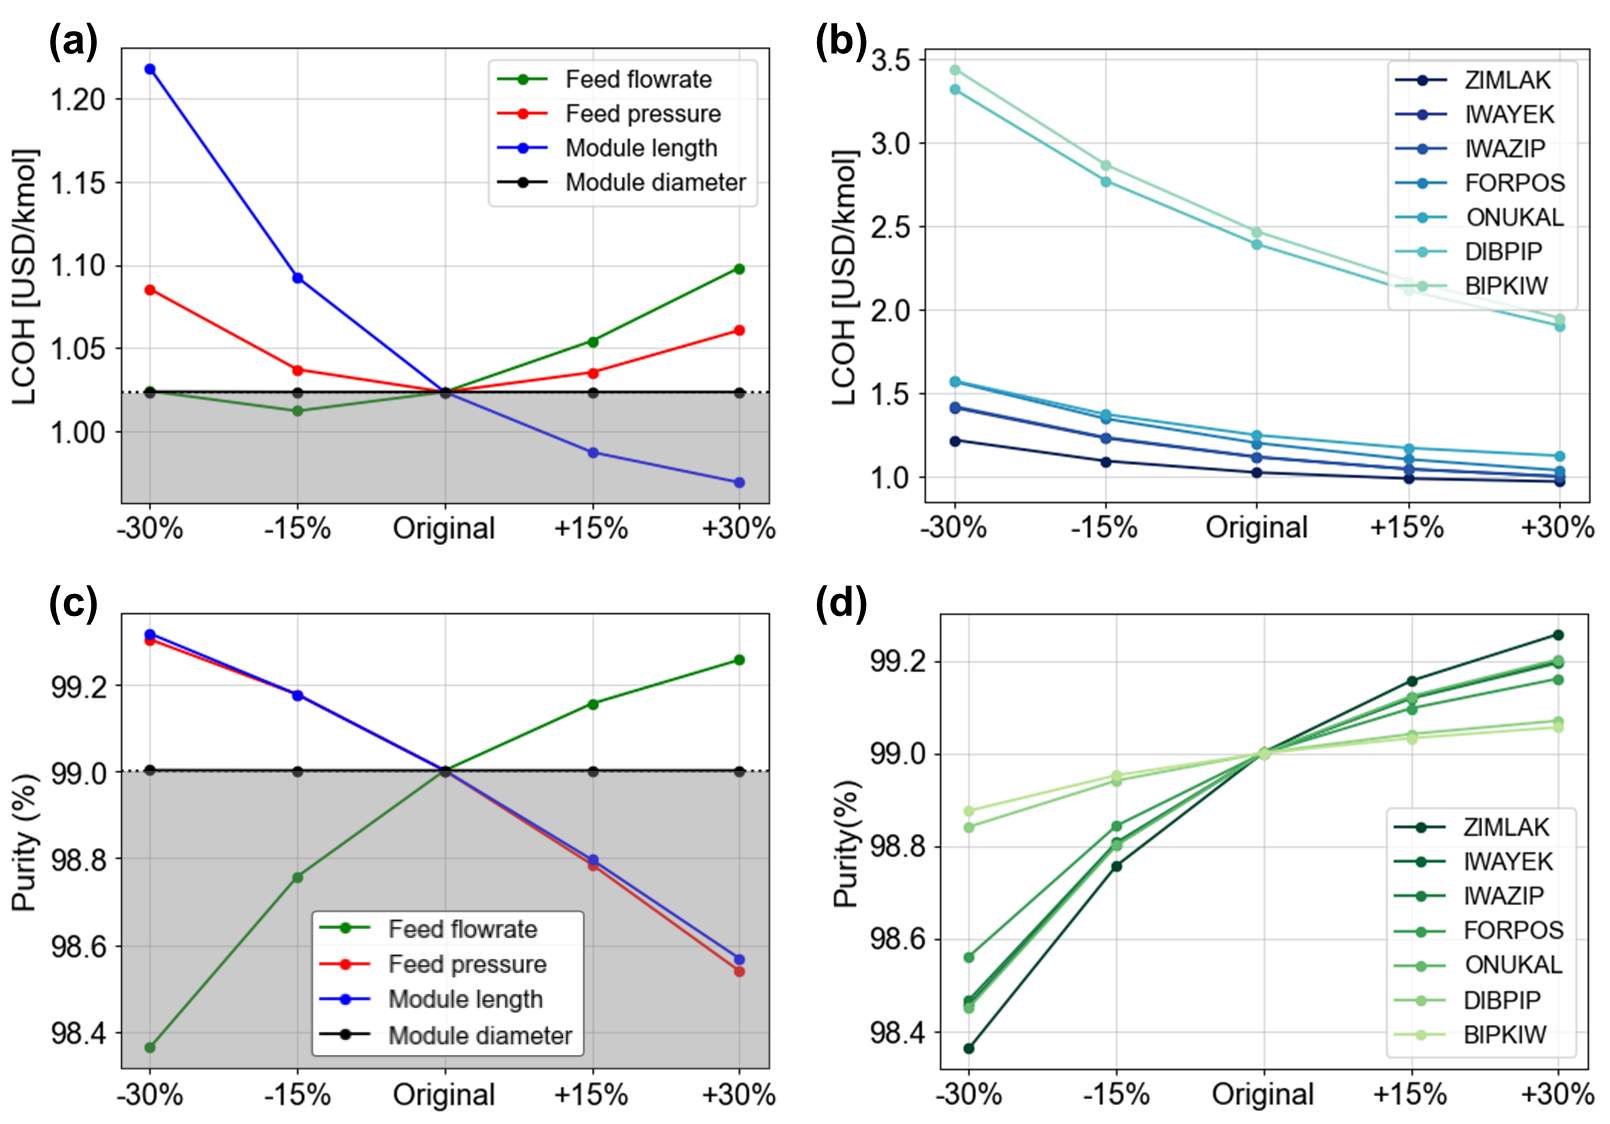 (a)
LCOH [USD/kmol]
1.20
1.15
1.10
1.05
1.00
Feed flowrate
Feed pressure
Module length
Module diameter
-30% -15% Original +15% +30%
(b)
LCOH [USD/kmol]
3.5
3.0
2.5
2.0
1.5
1.0
ZIMLAK
IWAYEK
IWAZIP
FORPOS
ONUKAL
DIBPIP
BIPKIW
-30% -15% Original +15% +30%
(c)
Purity (%)
99.2
99.0
98.8
98.6
98.4
Feed flowrate
Feed pressure
Module length
Module diameter
-30% -15% Original +15% +30%
(d)
Purity(%)
99.2
99.0
98.8
98.6
98.4
ZIMLAK
IWAYEK
IWAZIP
FORPOS
ONUKAL
DIBPIP
BIPKIW
-30% -15% Original +15% +30%